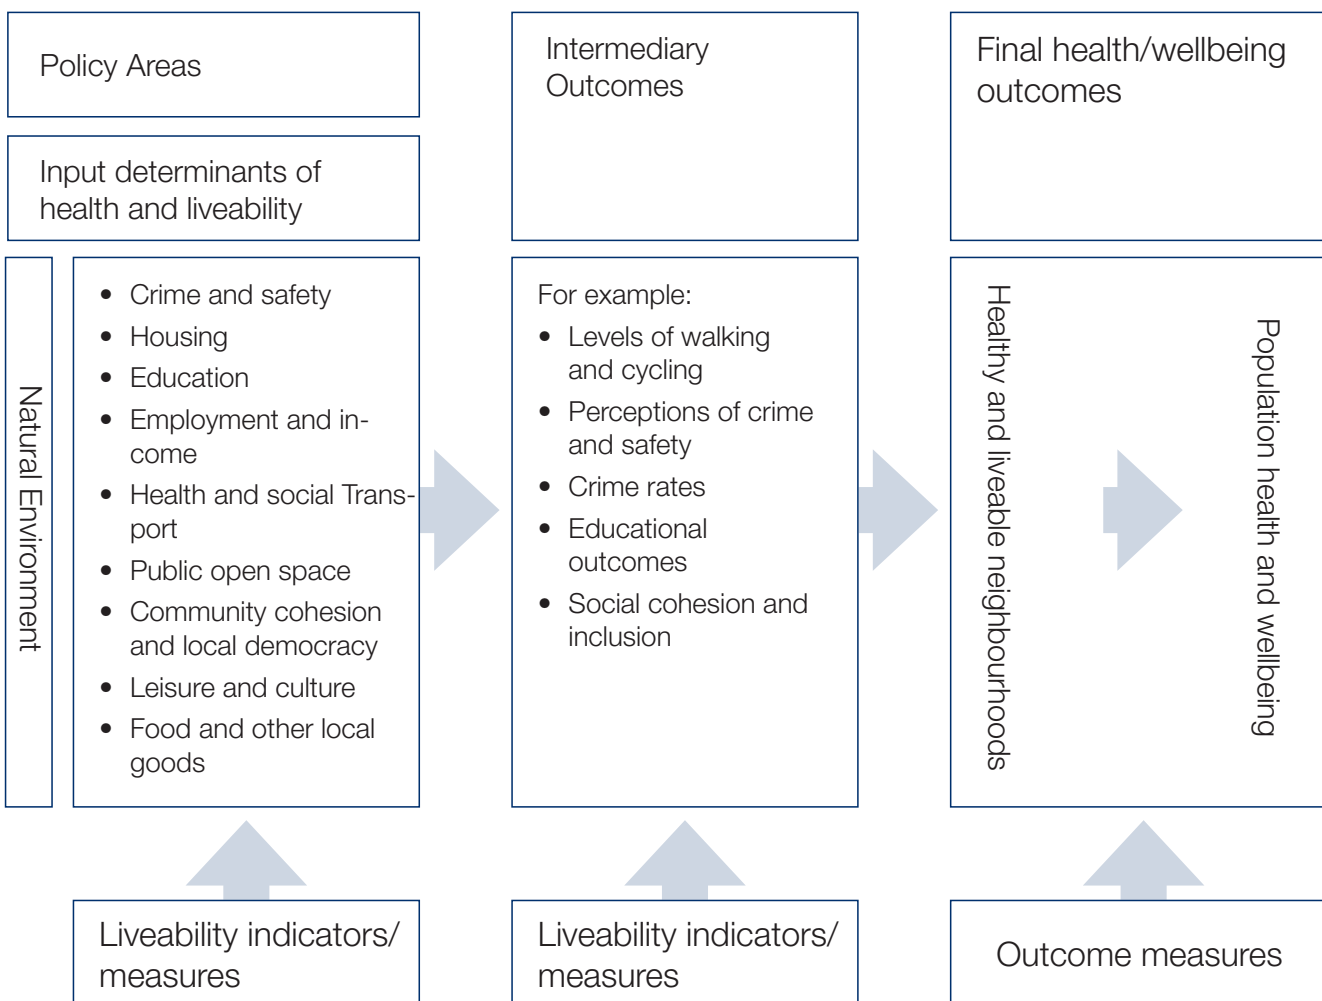 Policy Areas
Input determinants of
health and liveability
Natural Environment
• Crime and safety
• Housing
• Education
• Employment and in-
come
• Health and social Trans-
port
• Public open space
• Community cohesion
and local democracy
• Leisure and culture
• Food and other local
goods
Liveability indicators/
measures
Intermediary
Outcomes
For example:
• Levels of walking
and cycling
• Perceptions of crime
and safety
• Crime rates
• Educational
outcomes
• Social cohesion and
inclusion
Liveability indicators/
measures
Final health/wellbeing
outcomes
Healthy and liveable neighbourhoods
Population health and wellbeing
Outcome measures